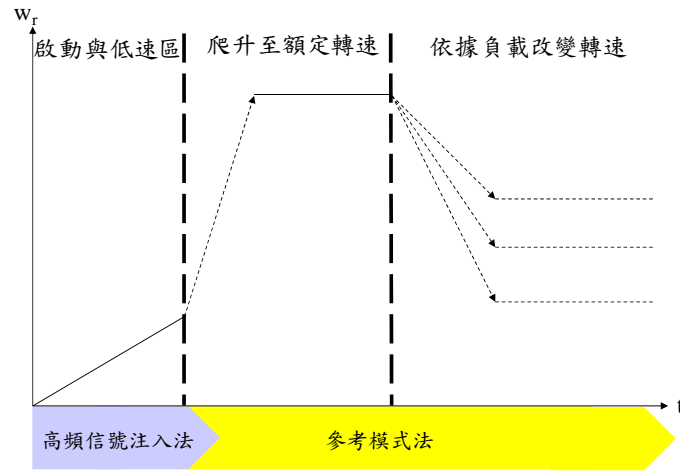 wr
啟動與低速區
爬升至額定轉速
依據負載改變轉速
t
高頻信號注入法
參考模式法